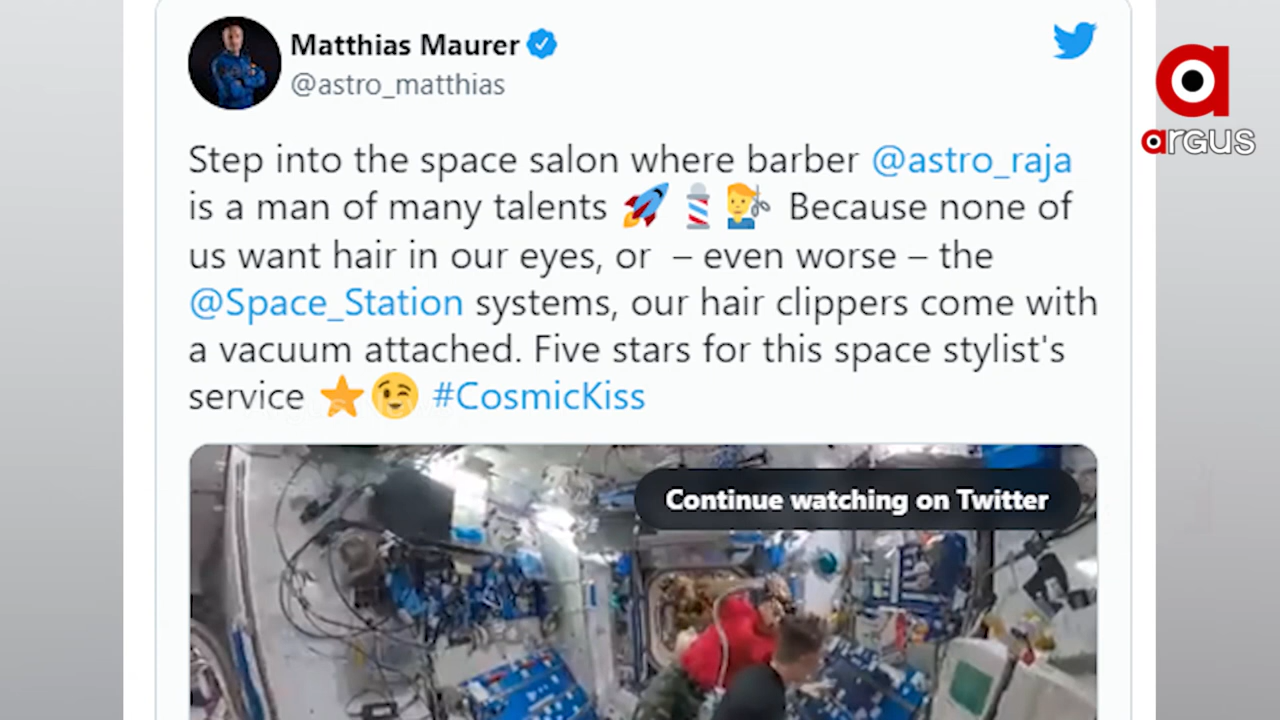 Matthias Maurer
@astro_matthias
argus
Step into the space salon where barber @astro_raja
is a man of many talents 🚀 💈 💇‍♂️ Because none of
us want hair in our eyes, or – even worse – the
@Space_Station systems, our hair clippers come with
a vacuum attached. Five stars for this space stylist's
service ⭐😉 #CosmicKiss
Continue watching on Twitter